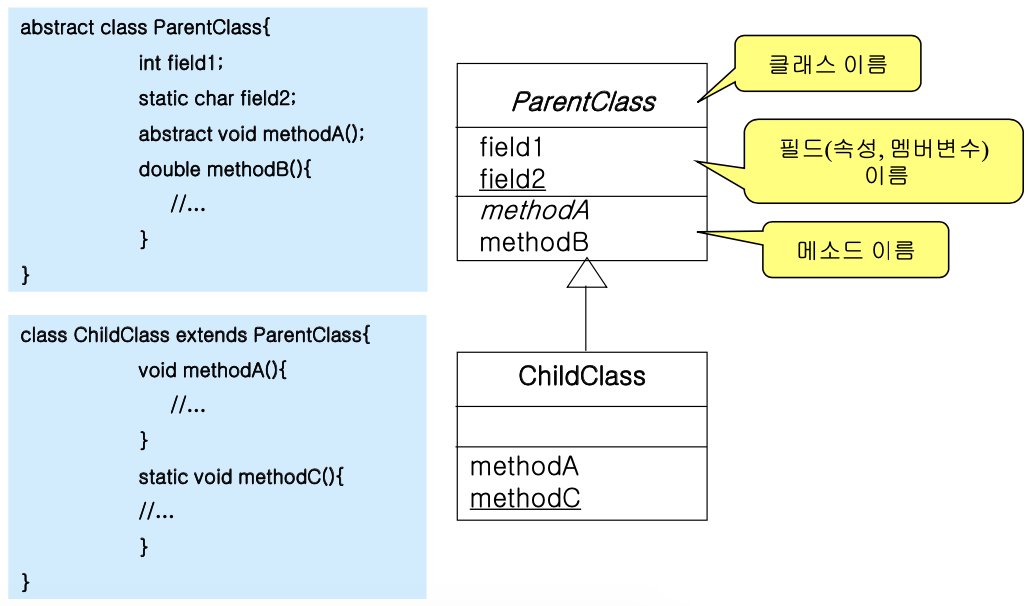 abstract class ParentClass{
int field1;
static char field2;
abstract void methodA();
double methodB(){
//...
}
}
class ChildClass extends ParentClass{
void methodA(){
//...
}
static void methodC(){
//...
}
}
ParentClass
field1
field2
methodA
methodB
ChildClass
methodA
methodC
클래스 이름
필드(속성, 멤버변수)
이름
메소드 이름